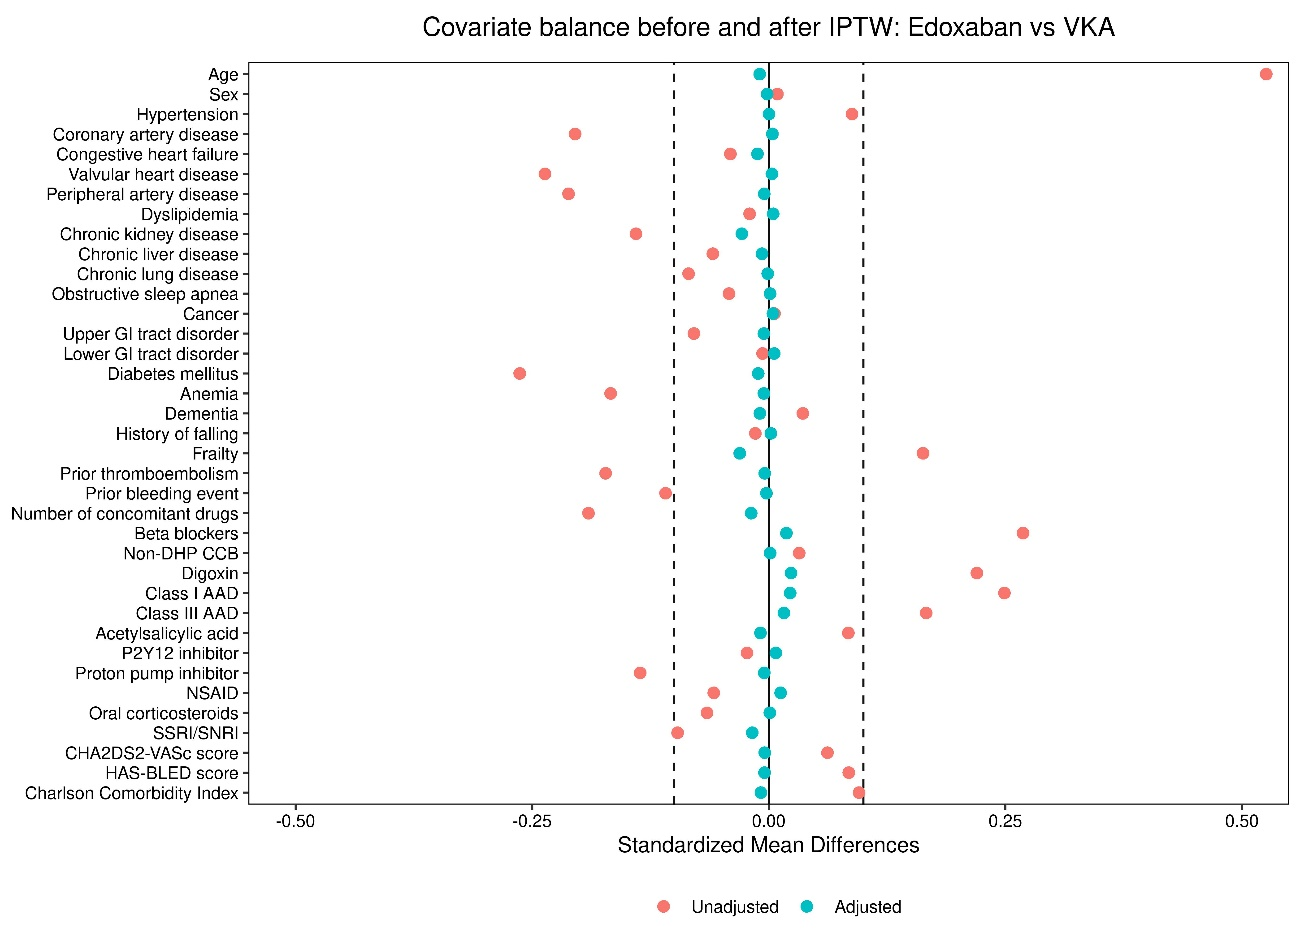 Covariate balance before and after IPTW: Edoxaban vs VKA
Age
Sex
Hypertension
Coronary artery disease
Congestive heart failure
Valvular heart disease
Peripheral artery disease
Dyslipidemia
Chronic kidney disease
Chronic liver disease
Chronic lung disease
Obstructive sleep apnea
Cancer
Upper GI tract disorder
Lower GI tract disorder
Diabetes mellitus
Anemia
Dementia
History of falling
Frailty
Prior thromboembolism
Prior bleeding event
Number of concomitant drugs
Beta blockers
Non-DHP CCB
Digoxin
Class I AAD
Class III AAD
Acetylsalicylic acid
P2Y12 inhibitor
Proton pump inhibitor
NSAID
Oral corticosteroids
SSRI/SNRI
CHA2DS2-VASc score
HAS-BLED score
Charlson Comorbidity Index
-0.50 -0.25 0.00 0.25 0.50
Standardized Mean Differences
Unadjusted Adjusted